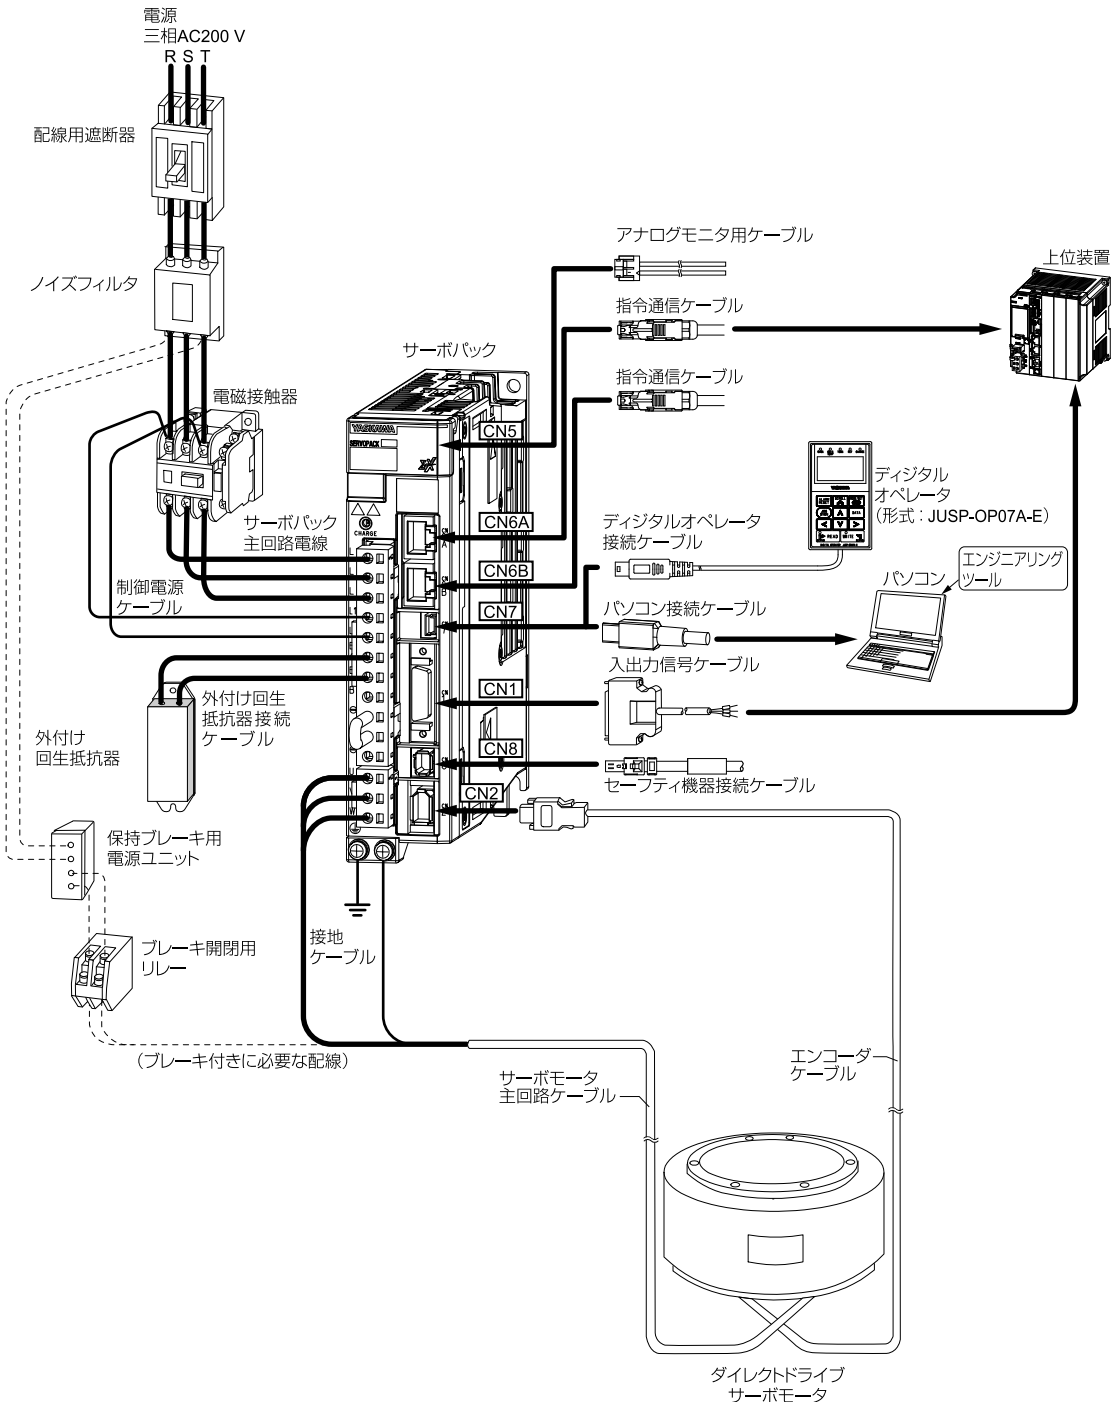 電源
三相AC200 V
R S T
配線用遮断器
ノイズフィルタ
電磁接触器
サーボパック
主回路電線
制御電源
ケーブル
外付け回生
抵抗器接続
ケーブル
外付け
回生抵抗器
保持ブレーキ用
電源ユニット
ブレーキ開閉用
リレー
(ブレーキ付きに必要な配線)
接地
ケーブル
サーボパック
YASKAWA
SERVOPACK
CHARGE
CN5
CN6A
CN6B
CN7
CN1
CN8
CN2
アナログモニタ用ケーブル
指令通信ケーブル
指令通信ケーブル
上位装置
ディジタル
オペレータ
(形式:JUSP-OP07A-E)
ディジタルオペレータ
接続ケーブル
パソコン
エンジニアリング
ツール
パソコン接続ケーブル
入出力信号ケーブル
セーフティ機器接続ケーブル
エンコーダ
ケーブル
サーボモータ
主回路ケーブル
ダイレクトドライブ
サーボモータ